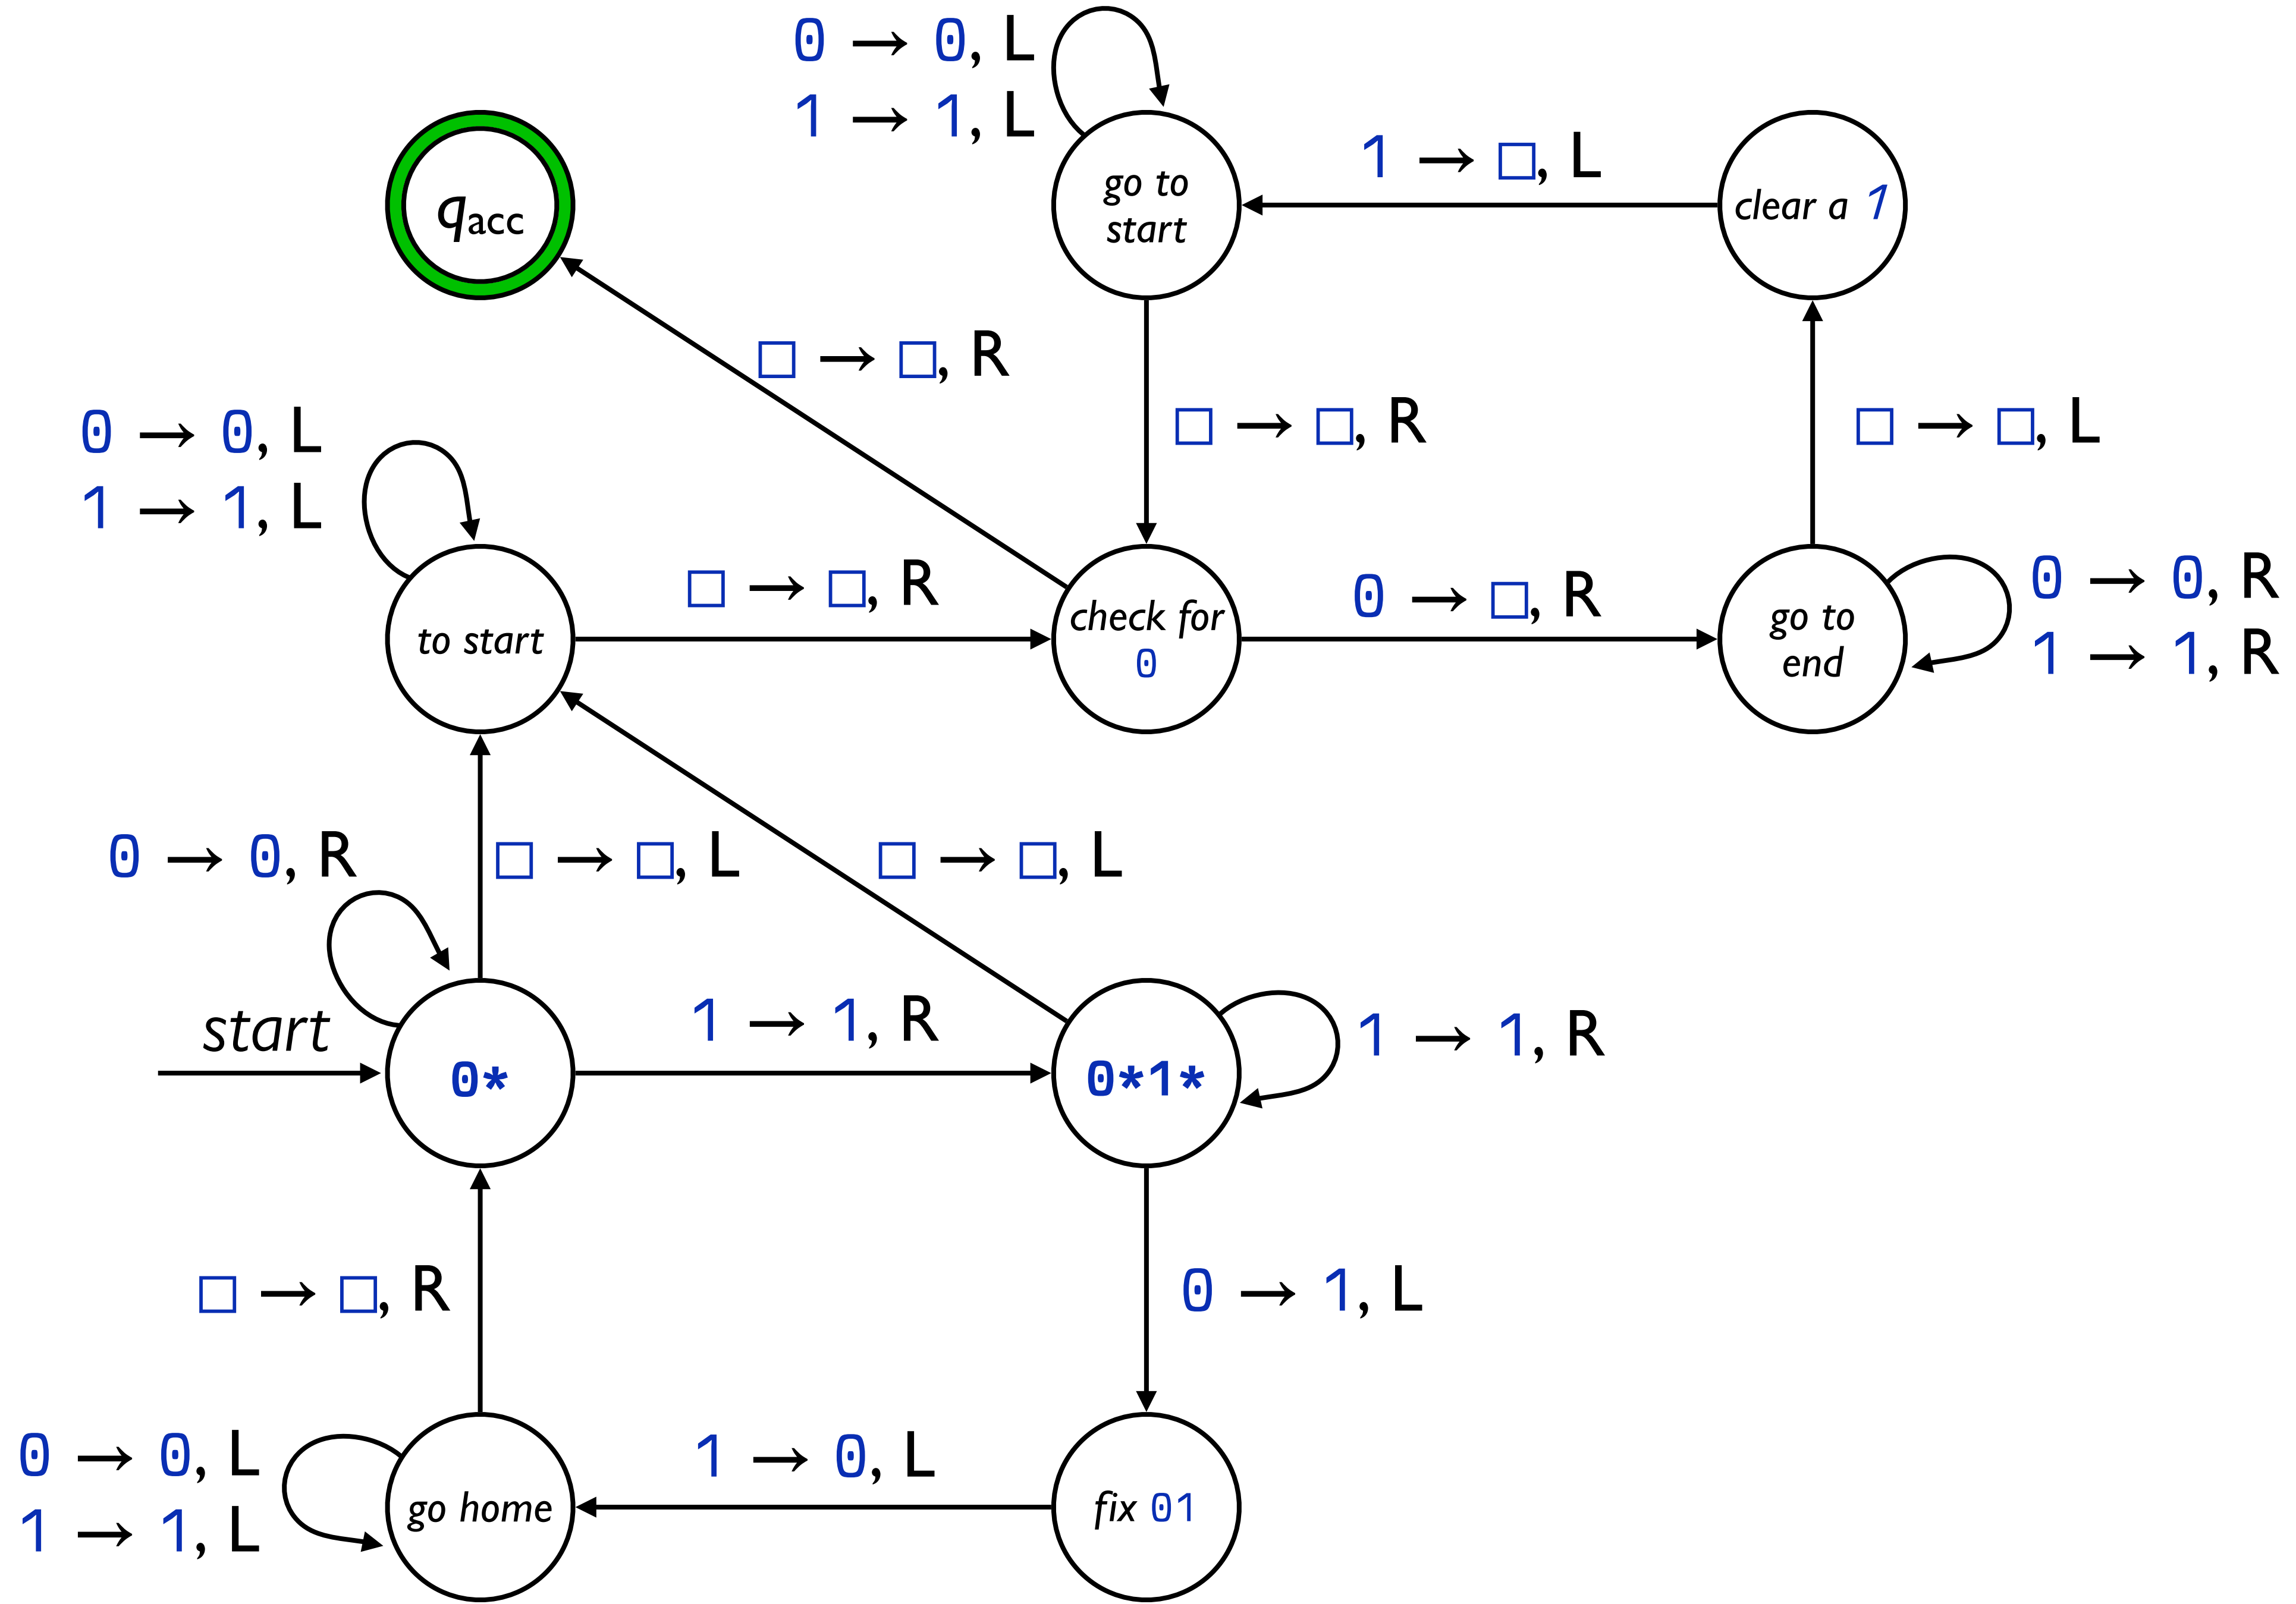 0 → 0, L
1 → 1, L
q acc
go to
start
1 → □, L
clear a 1
□ → □, R
□ → □, R
□ → □, L
0 → 0, L
1 → 1, L
to start
□ → □, R
check for
0
0 → □, R
go to
end
0 → 0, R
1 → 1, R
0 → 0, R
□ → □, L
□ → □, L
start
0*
1 → 1, R
0*1*
1 → 1, R
□ → □, R
0 → 1, L
0 → 0, L
1 → 1, L
go home
1 → 0, L
fix 01